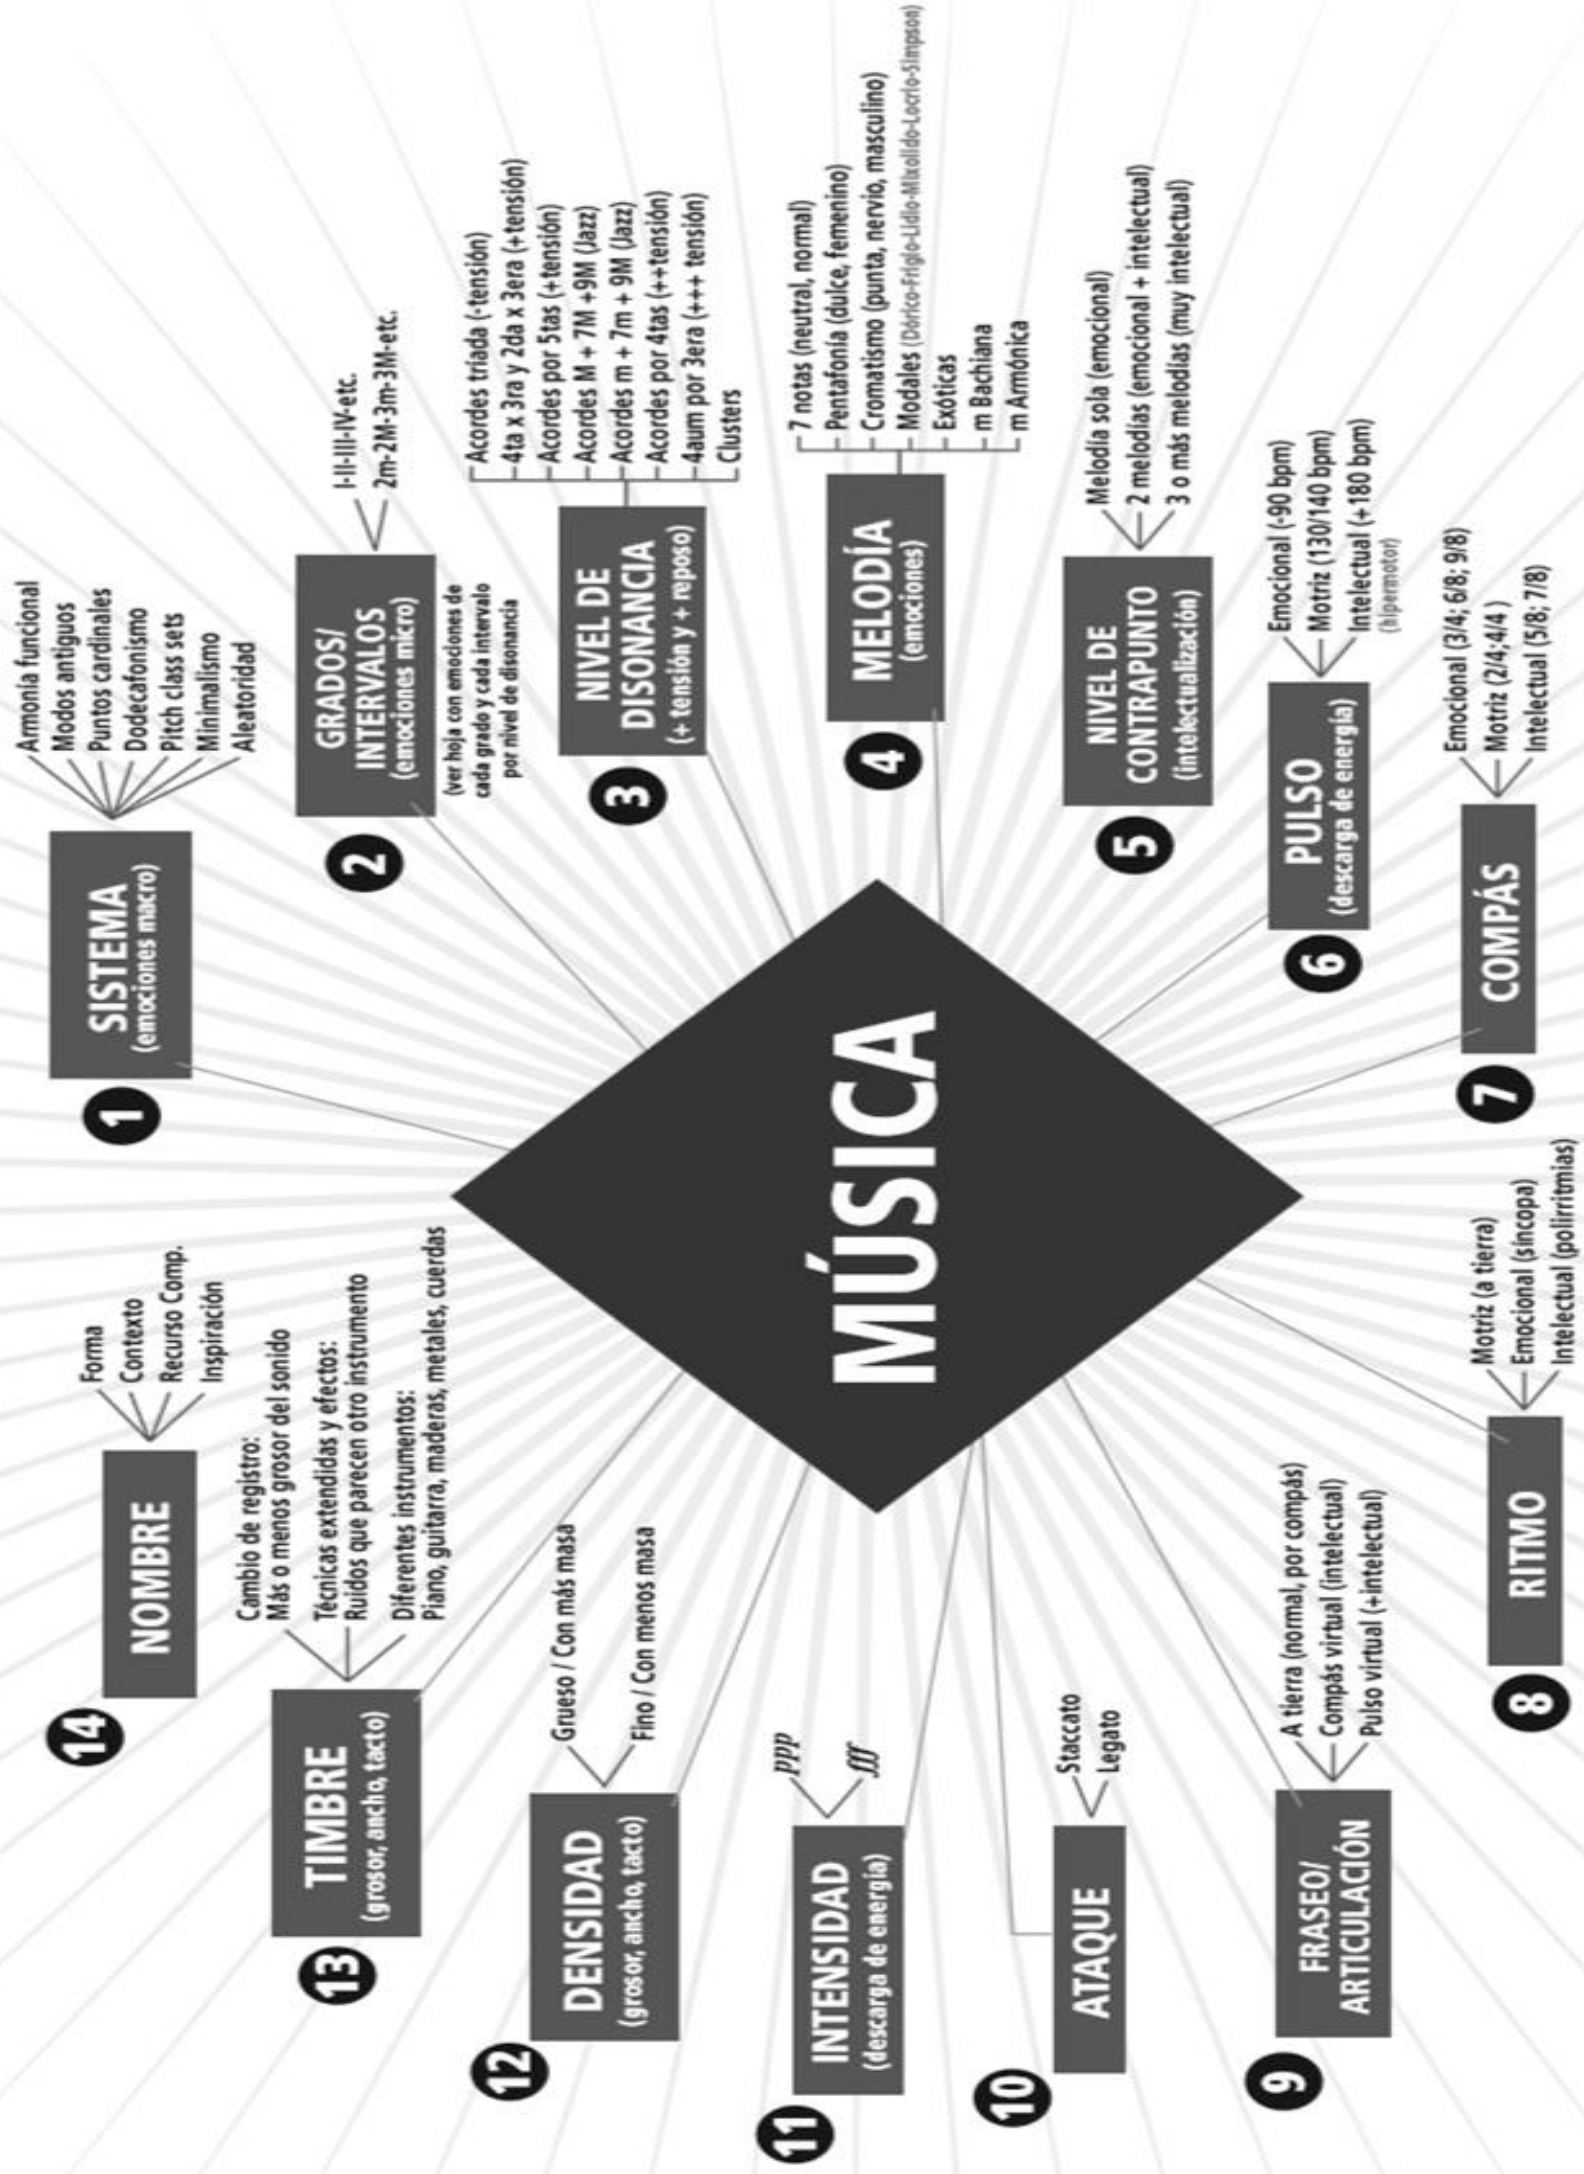 MÚSICA
1
SISTEMA
(emociones macro)
Armonía funcional
Modos antiguos
Puntos cardinales
Dodecafonismo
Pitch class sets
Minimalismo
Aleatoridad
2
GRADOS/
INTERVALOS
(emociones micro)
(ver hoja con emociones de
cada grado y cada intervalo
por nivel de disonancia
I-II-III-IV-etc.
2m-2M-3m-3M-etc.
3
NIVEL DE
DISONANCIA
(+ tensión y + reposo)
Acordes tríada (-tensión)
4ta x 3ra y 2da x 3era (+tensión)
Acordes por 5tas (+tensión)
Acordes M + 7M +9M (Jazz)
Acordes m + 7m + 9M (Jazz)
Acordes por 4tas (++tensión)
4aum por 3era (+++ tensión)
Clusters
4
MELODÍA
(emociones)
7 notas (neutral, normal)
Pentafonía (dulce, femenino)
Cromatismo (punta, nervio, masculino)
Modales (Dórico-Frigio-Lidio-Mixolido-Locrio-Simpson)
Exóticas
m Bachiana
m Armónica
5
NIVEL DE
CONTRAPUNTO
(intelectualización)
Melodía sola (emocional)
2 melodías (emocional + intelectual)
3 o más melodías (muy intelectual)
6
PULSO
(descarga de energía)
Emocional (-90 bpm)
Motriz (130/140 bpm)
Intelectual (+180 bpm)
(hipermotor)
7
COMPÁS
Emocional (3/4; 6/8; 9/8)
Motriz (2/4;4/4 )
Intelectual (5/8; 7/8)
8
RITMO
Motriz (a tierra)
Emocional (síncopa)
Intelectual (polirritmias)
9
FRASEO/
ARTICULACIÓN
A tierra (normal, por compás)
Compás virtual (intelectual)
Pulso virtual (+intelectual)
10
ATAQUE
Staccato
Legato
11
INTENSIDAD
(descarga de energía)
ppp
fff
12
DENSIDAD
(grosor, ancho, tacto)
Grueso / Con más masa
Fino / Con menos masa
13
TIMBRE
(grosor, ancho, tacto)
Cambio de registro:
Más o menos grosor del sonido
Técnicas extendidas y efectos:
Ruidos que parecen otro instrumento
Diferentes instrumentos:
Piano, guitarra, maderas, metales, cuerdas
14
NOMBRE
Forma
Contexto
Recurso Comp.
Inspiración